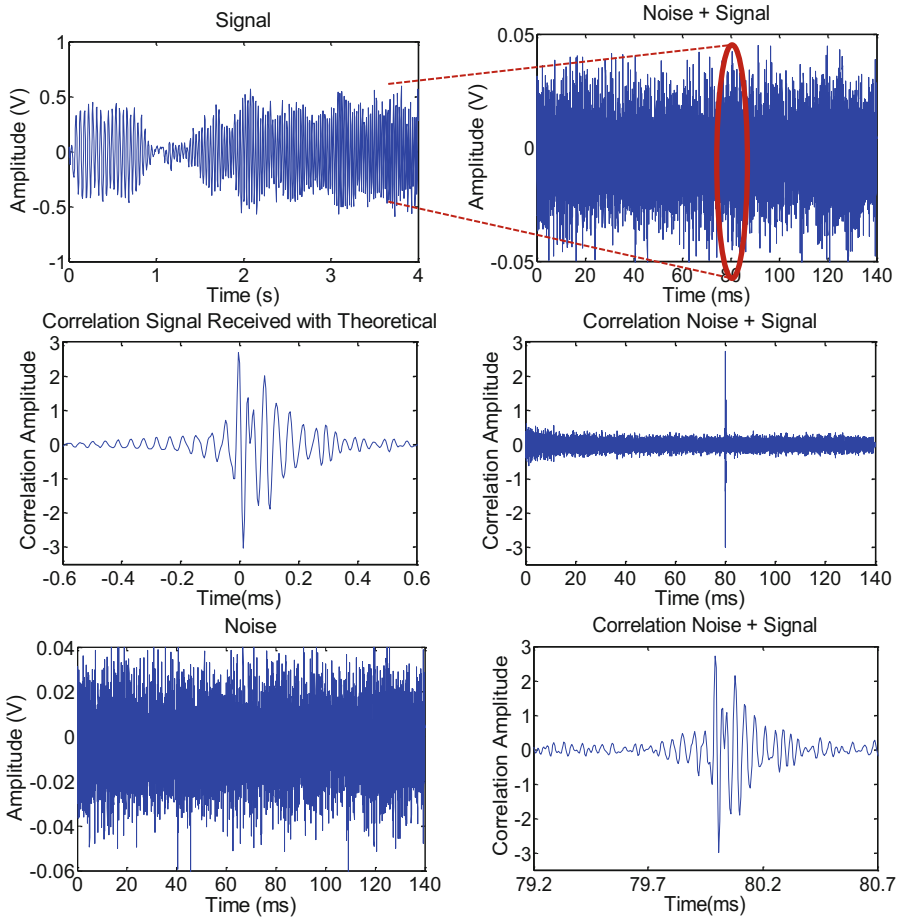 Signal
1
0.5
0
-0.5
-1
Amplitude (V)
0 1 2 3 4
Time (s)
Noise + Signal
0.05
0
-0.05
Amplitude (V)
0 20 40 60 80 100 120 140
Time (ms)
Correlation Signal Received with Theoretical
3
2
1
0
-1
-2
-3
Correlation Amplitude
-0.6 -0.4 -0.2 0 0.2 0.4 0.6
Time(ms)
Correlation Noise + Signal
3
2
1
0
-1
-2
-3
Correlation Amplitude
0 20 40 60 80 100 120 140
Time (ms)
Noise
0.04
0.02
0
-0.02
-0.04
-0.06
Amplitude (V)
0 20 40 60 80 100 120 140
Time (ms)
Correlation Noise + Signal
3
2
1
0
-1
-2
-3
Correlation Amplitude
79.2 79.7 80.2 80.7
Time(ms)